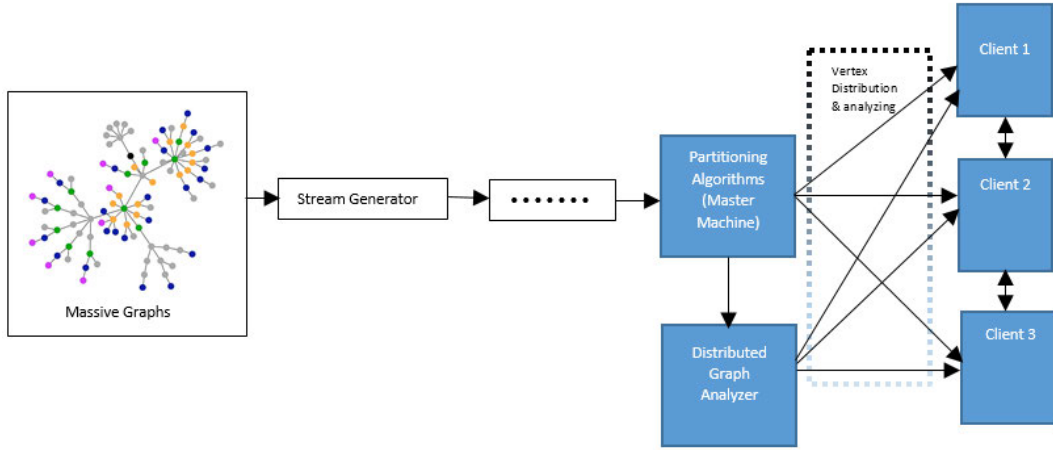 Massive Graphs
Stream Generator
.......
Partitioning
Algorithms
(Master
Machine)
Distributed
Graph
Analyzer
Vertex
Distribution
& analyzing
Client 1
Client 2
Client 3